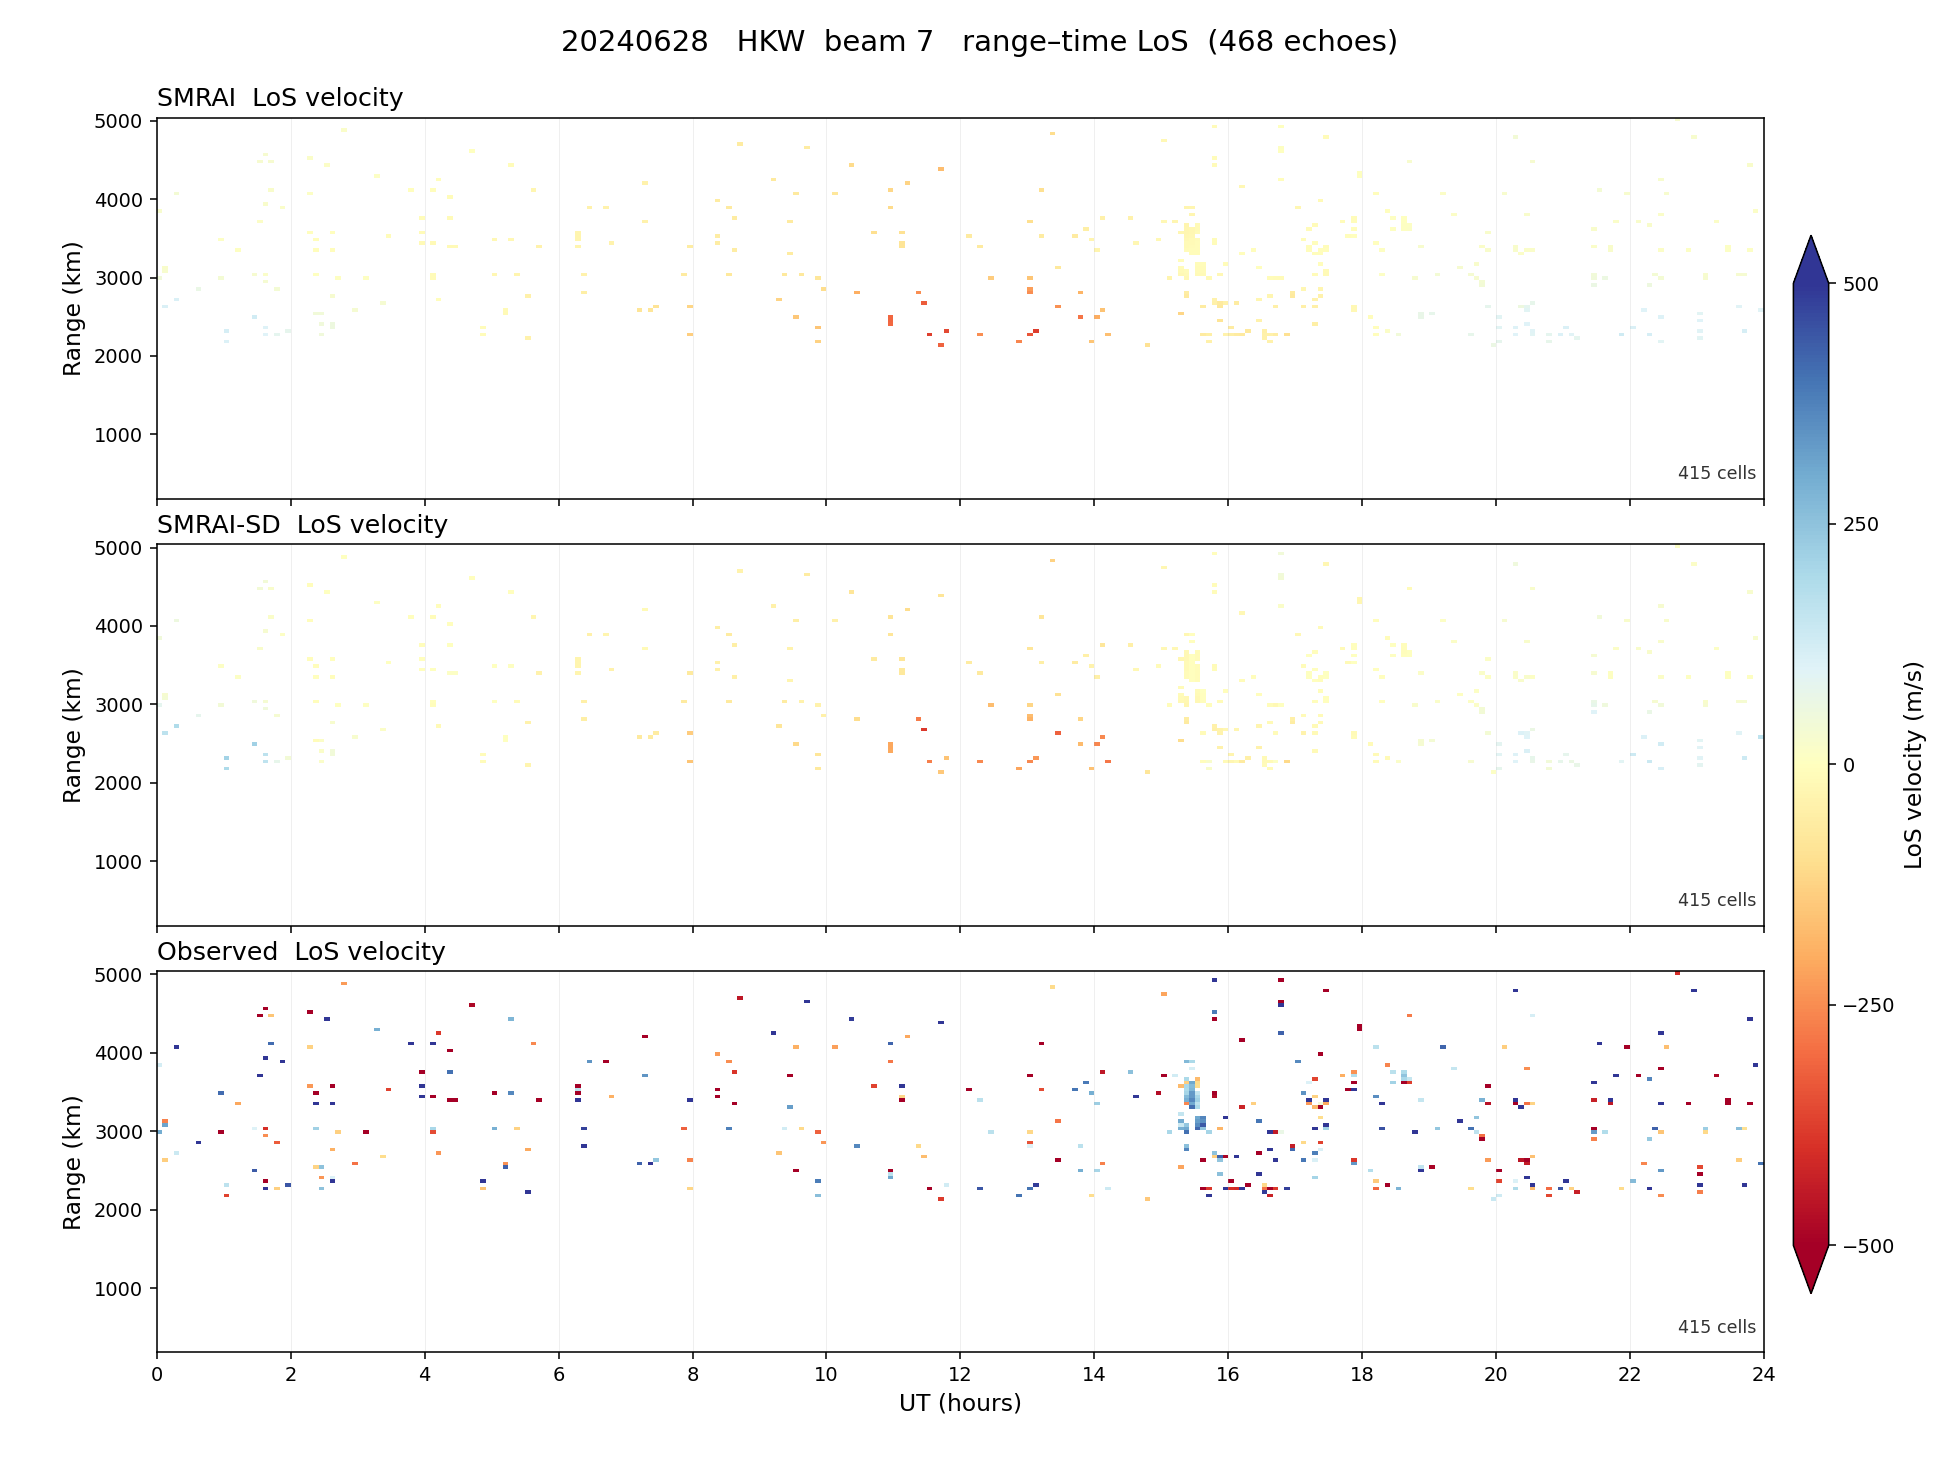 20240628   HKW  beam 7   range–time LoS  (468 echoes)
SMRAI  LoS velocity
5000
4000
3000
2000
1000
Range (km)
415 cells
SMRAI-SD  LoS velocity
5000
4000
3000
2000
1000
Range (km)
415 cells
Observed  LoS velocity
5000
4000
3000
2000
1000
Range (km)
415 cells
0 2 4 6 8 10 12 14 16 18 20 22 24
UT (hours)
500
250
0
−250
−500
LoS velocity (m/s)